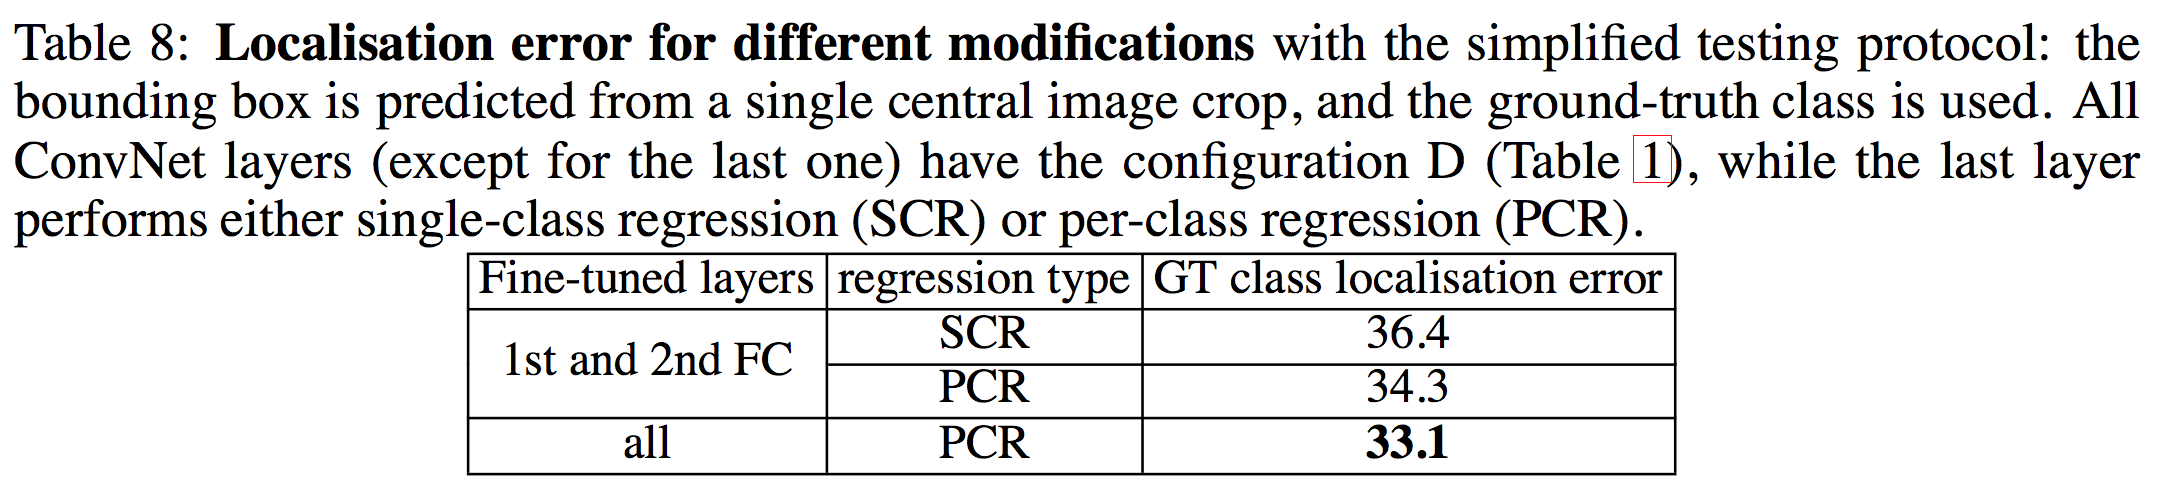 Table 8: Localisation error for different modifications with the simplified testing protocol: the
bounding box is predicted from a single central image crop, and the ground-truth class is used. All
ConvNet layers (except for the last one) have the configuration D (Table 1), while the last layer
performs either single-class regression (SCR) or per-class regression (PCR).
Fine-tuned layers regression type GT class localisation error
1st and 2nd FC SCR 36.4
PCR 34.3
all PCR 33.1